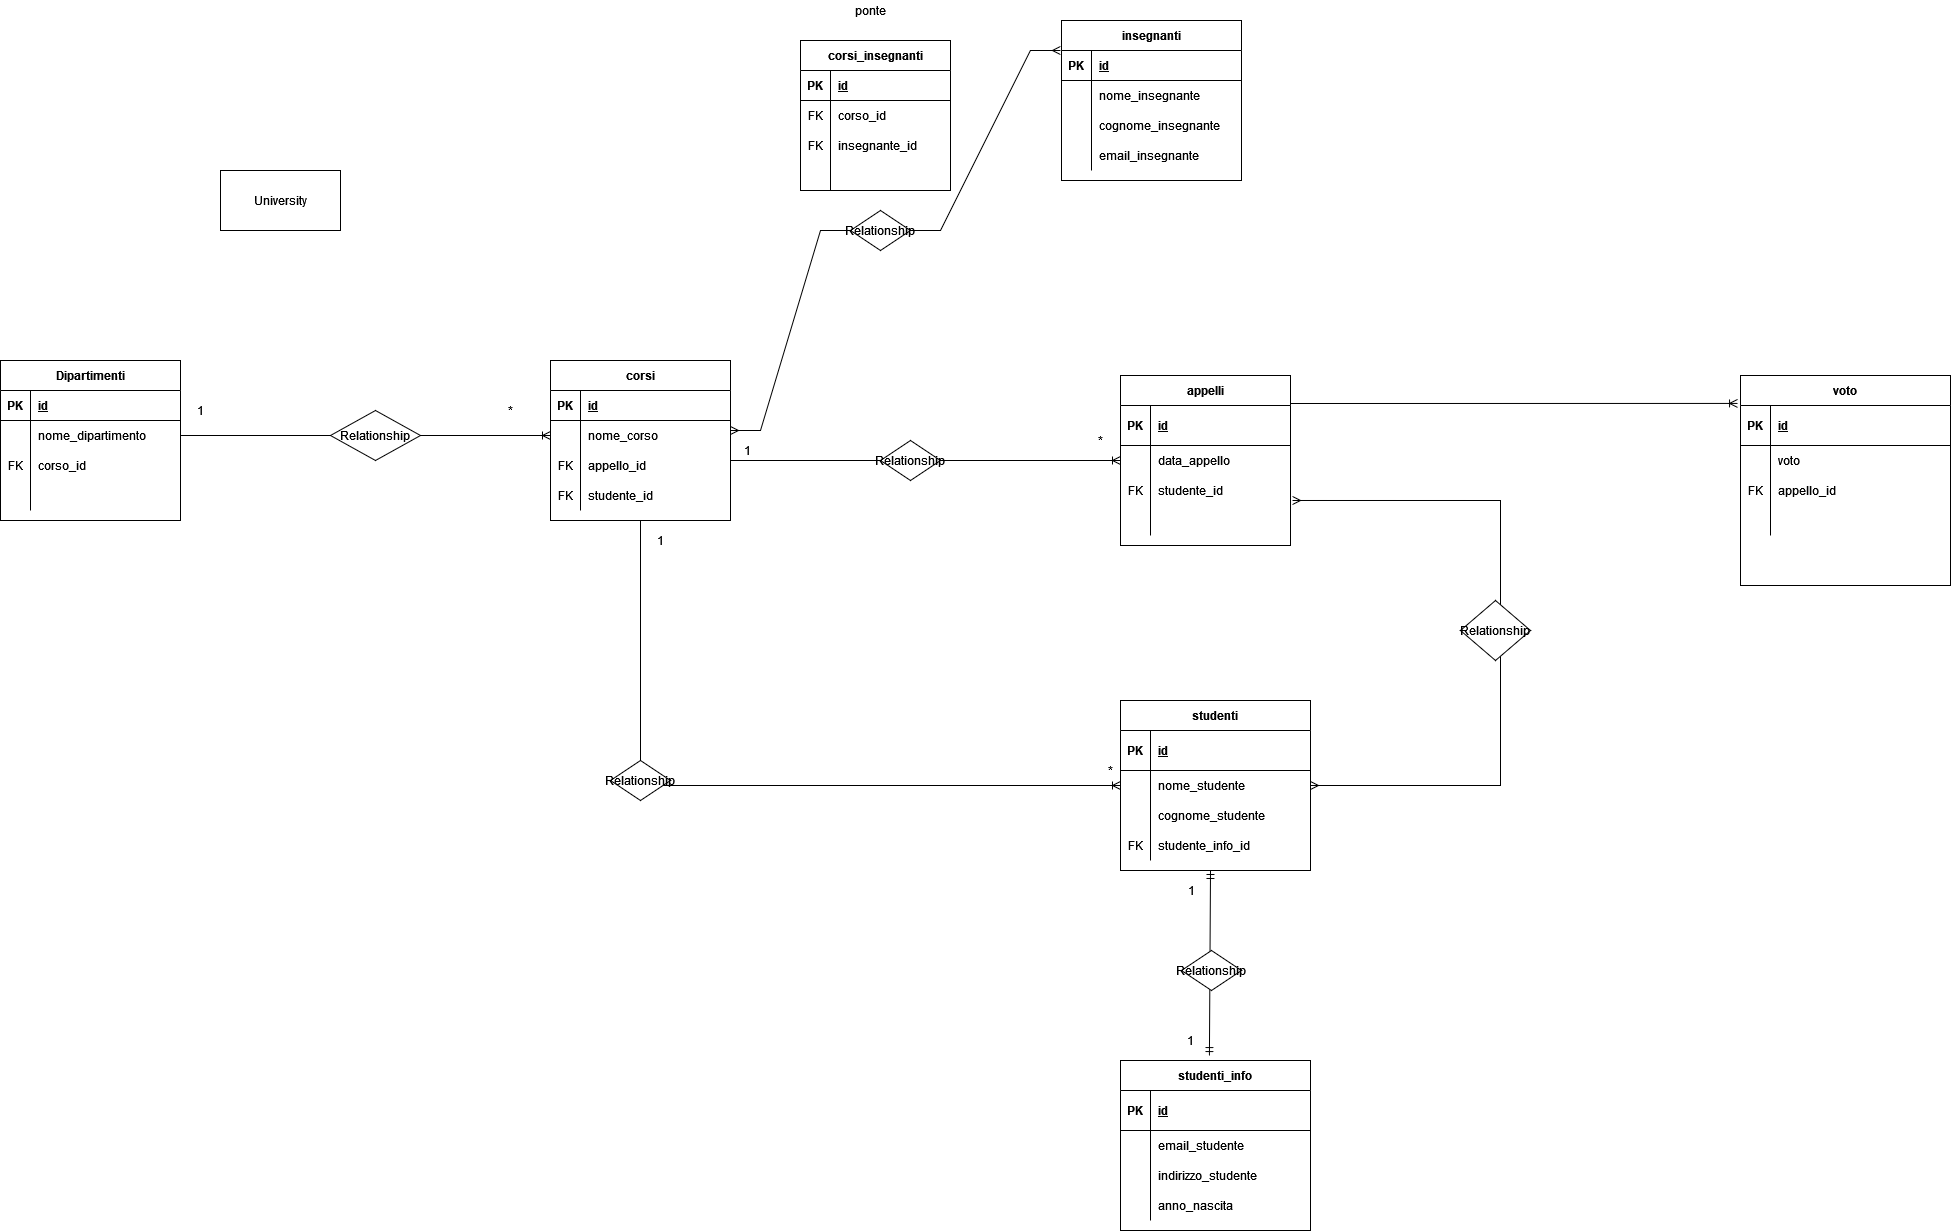 ponte
corsi_insegnanti
PK id
FK corso_id
FK insegnante_id
insegnanti
PK id
nome_insegnante
cognome_insegnante
email_insegnante
University
Relationship
Dipartimenti
PK id
nome_dipartimento
FK corso_id
1
Relationship
*
corsi
PK id
nome_corso
FK appello_id
FK studente_id
1
Relationship
*
appelli
PK id
data_appello
FK studente_id
voto
PK id
voto
FK appello_id
1
Relationship
Relationship
*
studenti
PK id
nome_studente
cognome_studente
FK studente_info_id
1
Relationship
1
studenti_info
PK id
email_studente
indirizzo_studente
anno_nascita